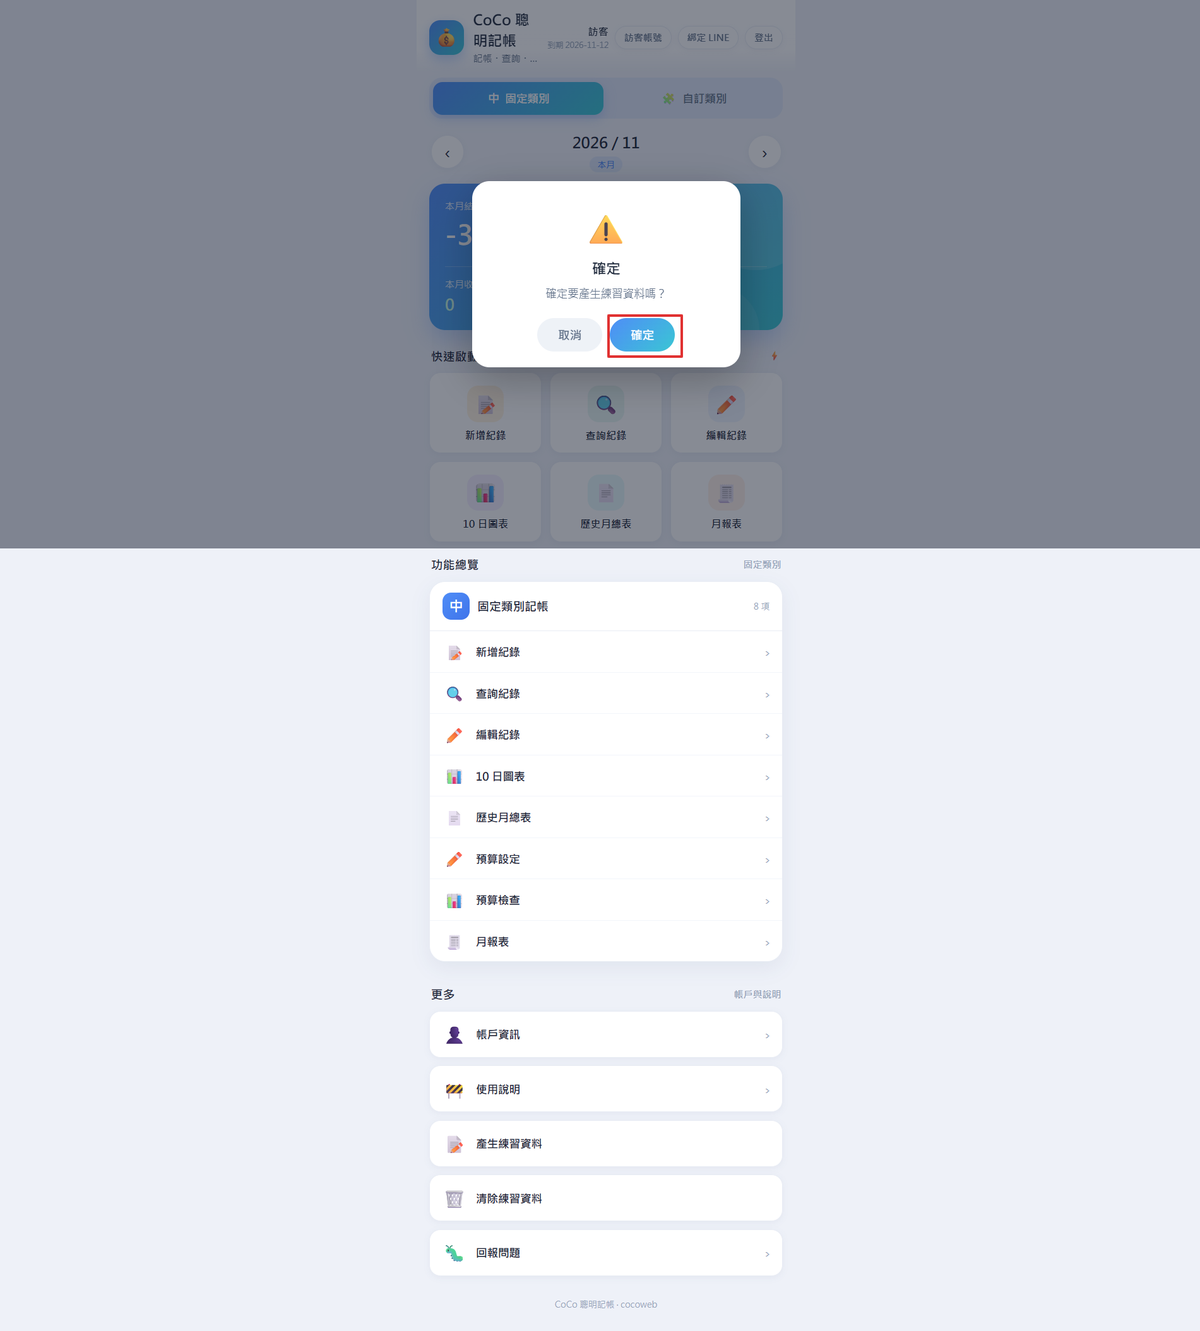 CoCo 聰
明記帳
記帳・查詢・...
訪客
到期 2026-11-12
訪客帳號
綁定 LINE
登出
中 固定類別
自訂類別
2026 / 11
本月
本月
-3
本月收
0
確定
確定要產生練習資料嗎？
取消
確定
快速啟
新增紀錄
查詢紀錄
編輯紀錄
10 日圖表
歷史月總表
月報表
功能總覽
固定類別
中 固定類別記帳
8 項
新增紀錄
查詢紀錄
編輯紀錄
10 日圖表
歷史月總表
預算設定
預算檢查
月報表
更多
帳戶與說明
帳戶資訊
使用說明
產生練習資料
清除練習資料
回報問題
CoCo 聰明記帳 · cocoweb